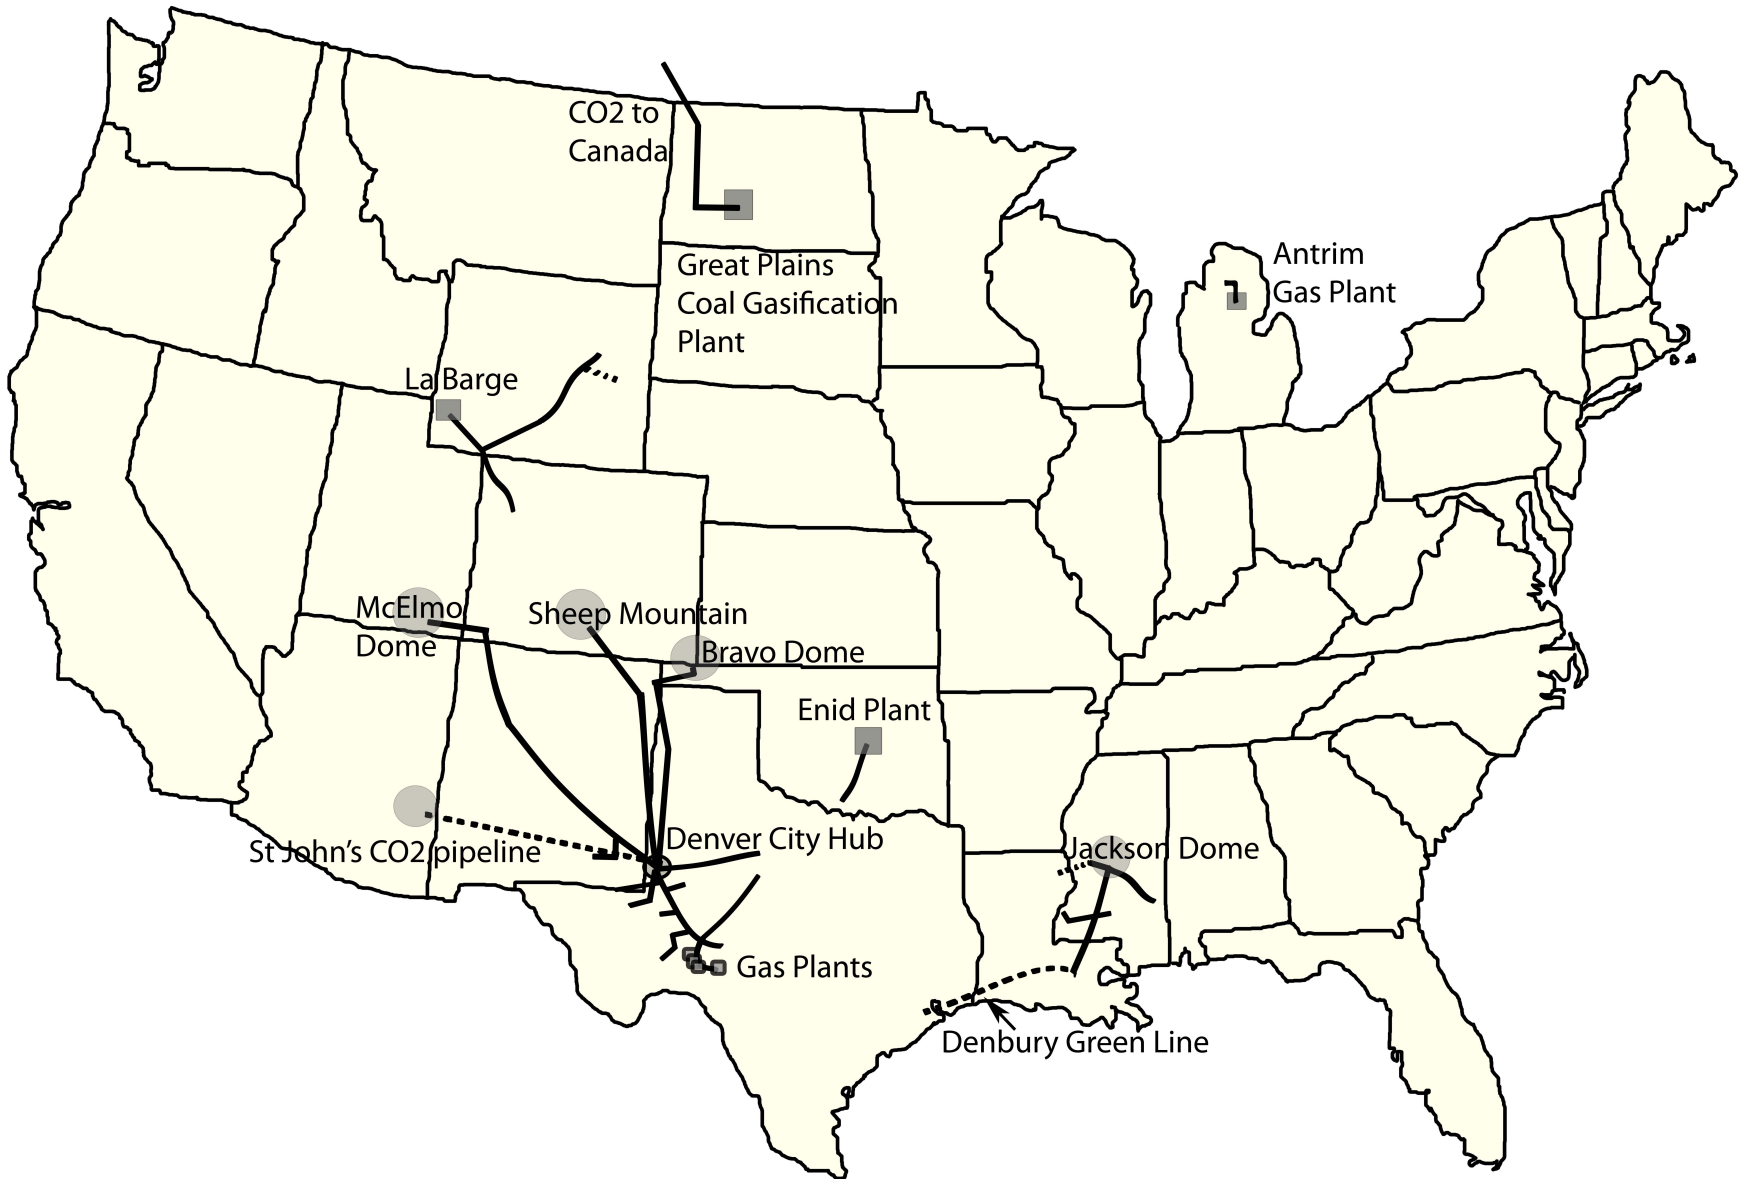 CO2 to
Canada
Antrim
Gas Plant
Great Plains
Coal Gasification
Plant
La Barge
McElmo
Dome
Sheep Mountain
Bravo Dome
Enid Plant
Denver City Hub
St John's CO2 pipeline
Jackson Dome
Gas Plants
Denbury Green Line